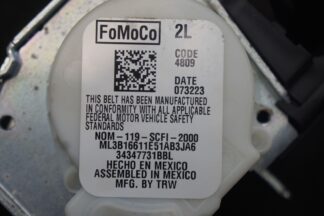 FoMoCo 2L
CODE
4809
DATE
073223
THIS BELT HAS BEEN MANUFACTURED
IN CONFORMITY WITH ALL APPLICABLE
FEDERAL MOTOR VEHICLE SAFETY
STANDARDS
NOM-119-SCFI-2000
ML3B16611E51AB3JA6
34347731BBL
HECHO EN MEXICO
ASSEMBLED IN MEXICO
MFG. BY TRW